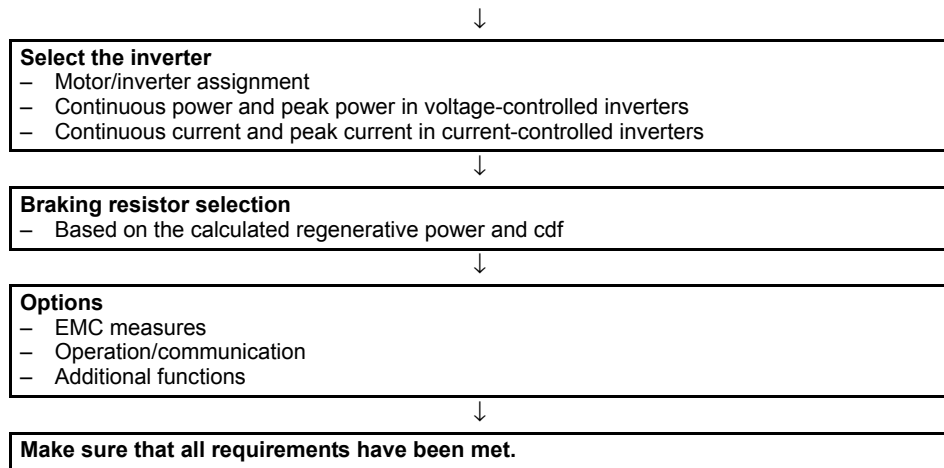 ↓
Select the inverter
– Motor/inverter assignment
– Continuous power and peak power in voltage-controlled inverters
– Continuous current and peak current in current-controlled inverters
↓
Braking resistor selection
– Based on the calculated regenerative power and cdf
↓
Options
– EMC measures
– Operation/communication
– Additional functions
↓
Make sure that all requirements have been met.